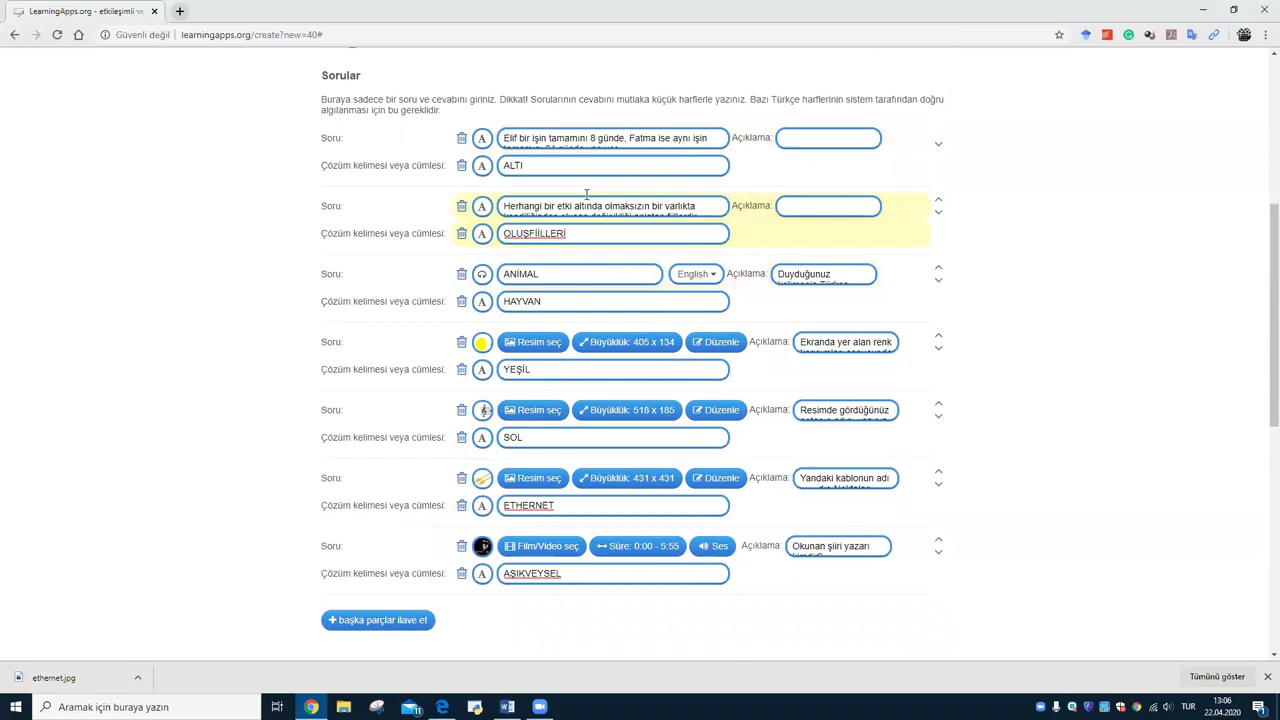 LearningApps.org - etkileşimli ve
Güvenli değil | learningapps.org/create?new=40#
Sorular
Buraya sadece bir soru ve cevabını giriniz. Dikkat! Sorularının cevabını mutlaka küçük harflerle yazınız. Bazı Türkçe harflerinin sistem tarafından doğru
algılanması için bu gereklidir.
Soru: A Elif bir işin tamamını 8 günde, Fatma ise aynı işin Açıklama:
Çözüm kelimesi veya cümlesi: A ALTI
Soru: A Herhangi bir etki altında olmaksızın bir varlıkta Açıklama:
Çözüm kelimesi veya cümlesi: A OLUŞFİİLLERİ
Soru: ANİMAL English Açıklama: Duyduğunuz
Çözüm kelimesi veya cümlesi: A HAYVAN
Soru: Resim seç Büyüklük: 405 x 134 Düzenle Açıklama: Ekranda yer alan renk
Çözüm kelimesi veya cümlesi: A YEŞİL
Soru: Resim seç Büyüklük: 518 x 185 Düzenle Açıklama: Resimde gördüğünüz
Çözüm kelimesi veya cümlesi: A SOL
Soru: Resim seç Büyüklük: 431 x 431 Düzenle Açıklama: Yandaki kablonun adı
Çözüm kelimesi veya cümlesi: A ETHERNET
Soru: Film/Video seç Süre: 0:00 - 5:55 Ses Açıklama: Okunan şiiri yazarı
Çözüm kelimesi veya cümlesi: A AŞIKVEYSEL
+ başka parçlar ilave et
ethernet.jpg
Tümünü göster
Aramak için buraya yazın
TUR
13:06
22.04.2020